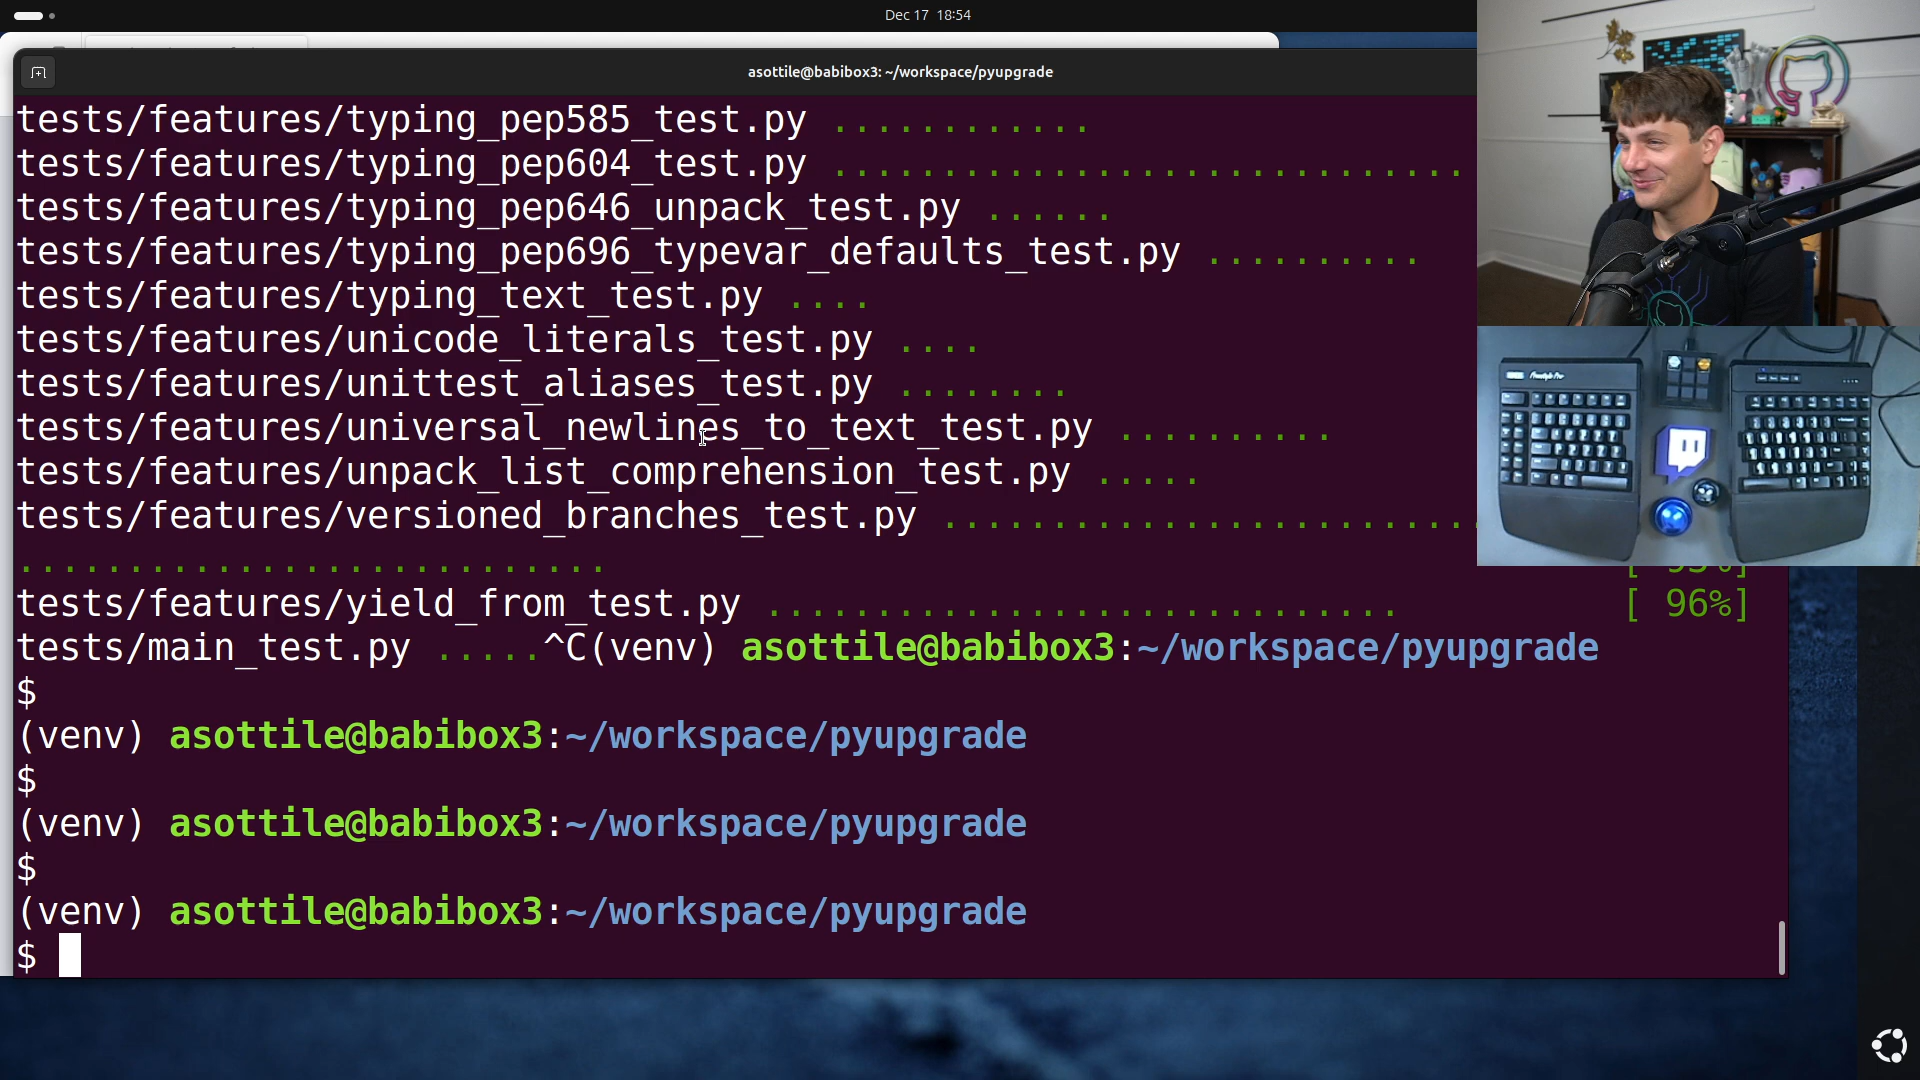 Dec 17 18:54
asottile@babibox3: ~/workspace/pyupgrade
tests/features/typing_pep585_test.py ............
tests/features/typing_pep604_test.py .............................
tests/features/typing_pep646_unpack_test.py ......
tests/features/typing_pep696_typevar_defaults_test.py ..........
tests/features/typing_text_test.py ....
tests/features/unicode_literals_test.py ....
tests/features/unittest_aliases_test.py ........
tests/features/universal_newlines_to_text_test.py ..........
tests/features/unpack_list_comprehension_test.py .....
tests/features/versioned_branches_test.py .........................
...........................
tests/features/yield_from_test.py ............................. [ 96%]
tests/main_test.py .....^C(venv) asottile@babibox3:~/workspace/pyupgrade
$
(venv) asottile@babibox3:~/workspace/pyupgrade
$
(venv) asottile@babibox3:~/workspace/pyupgrade
$
(venv) asottile@babibox3:~/workspace/pyupgrade
$